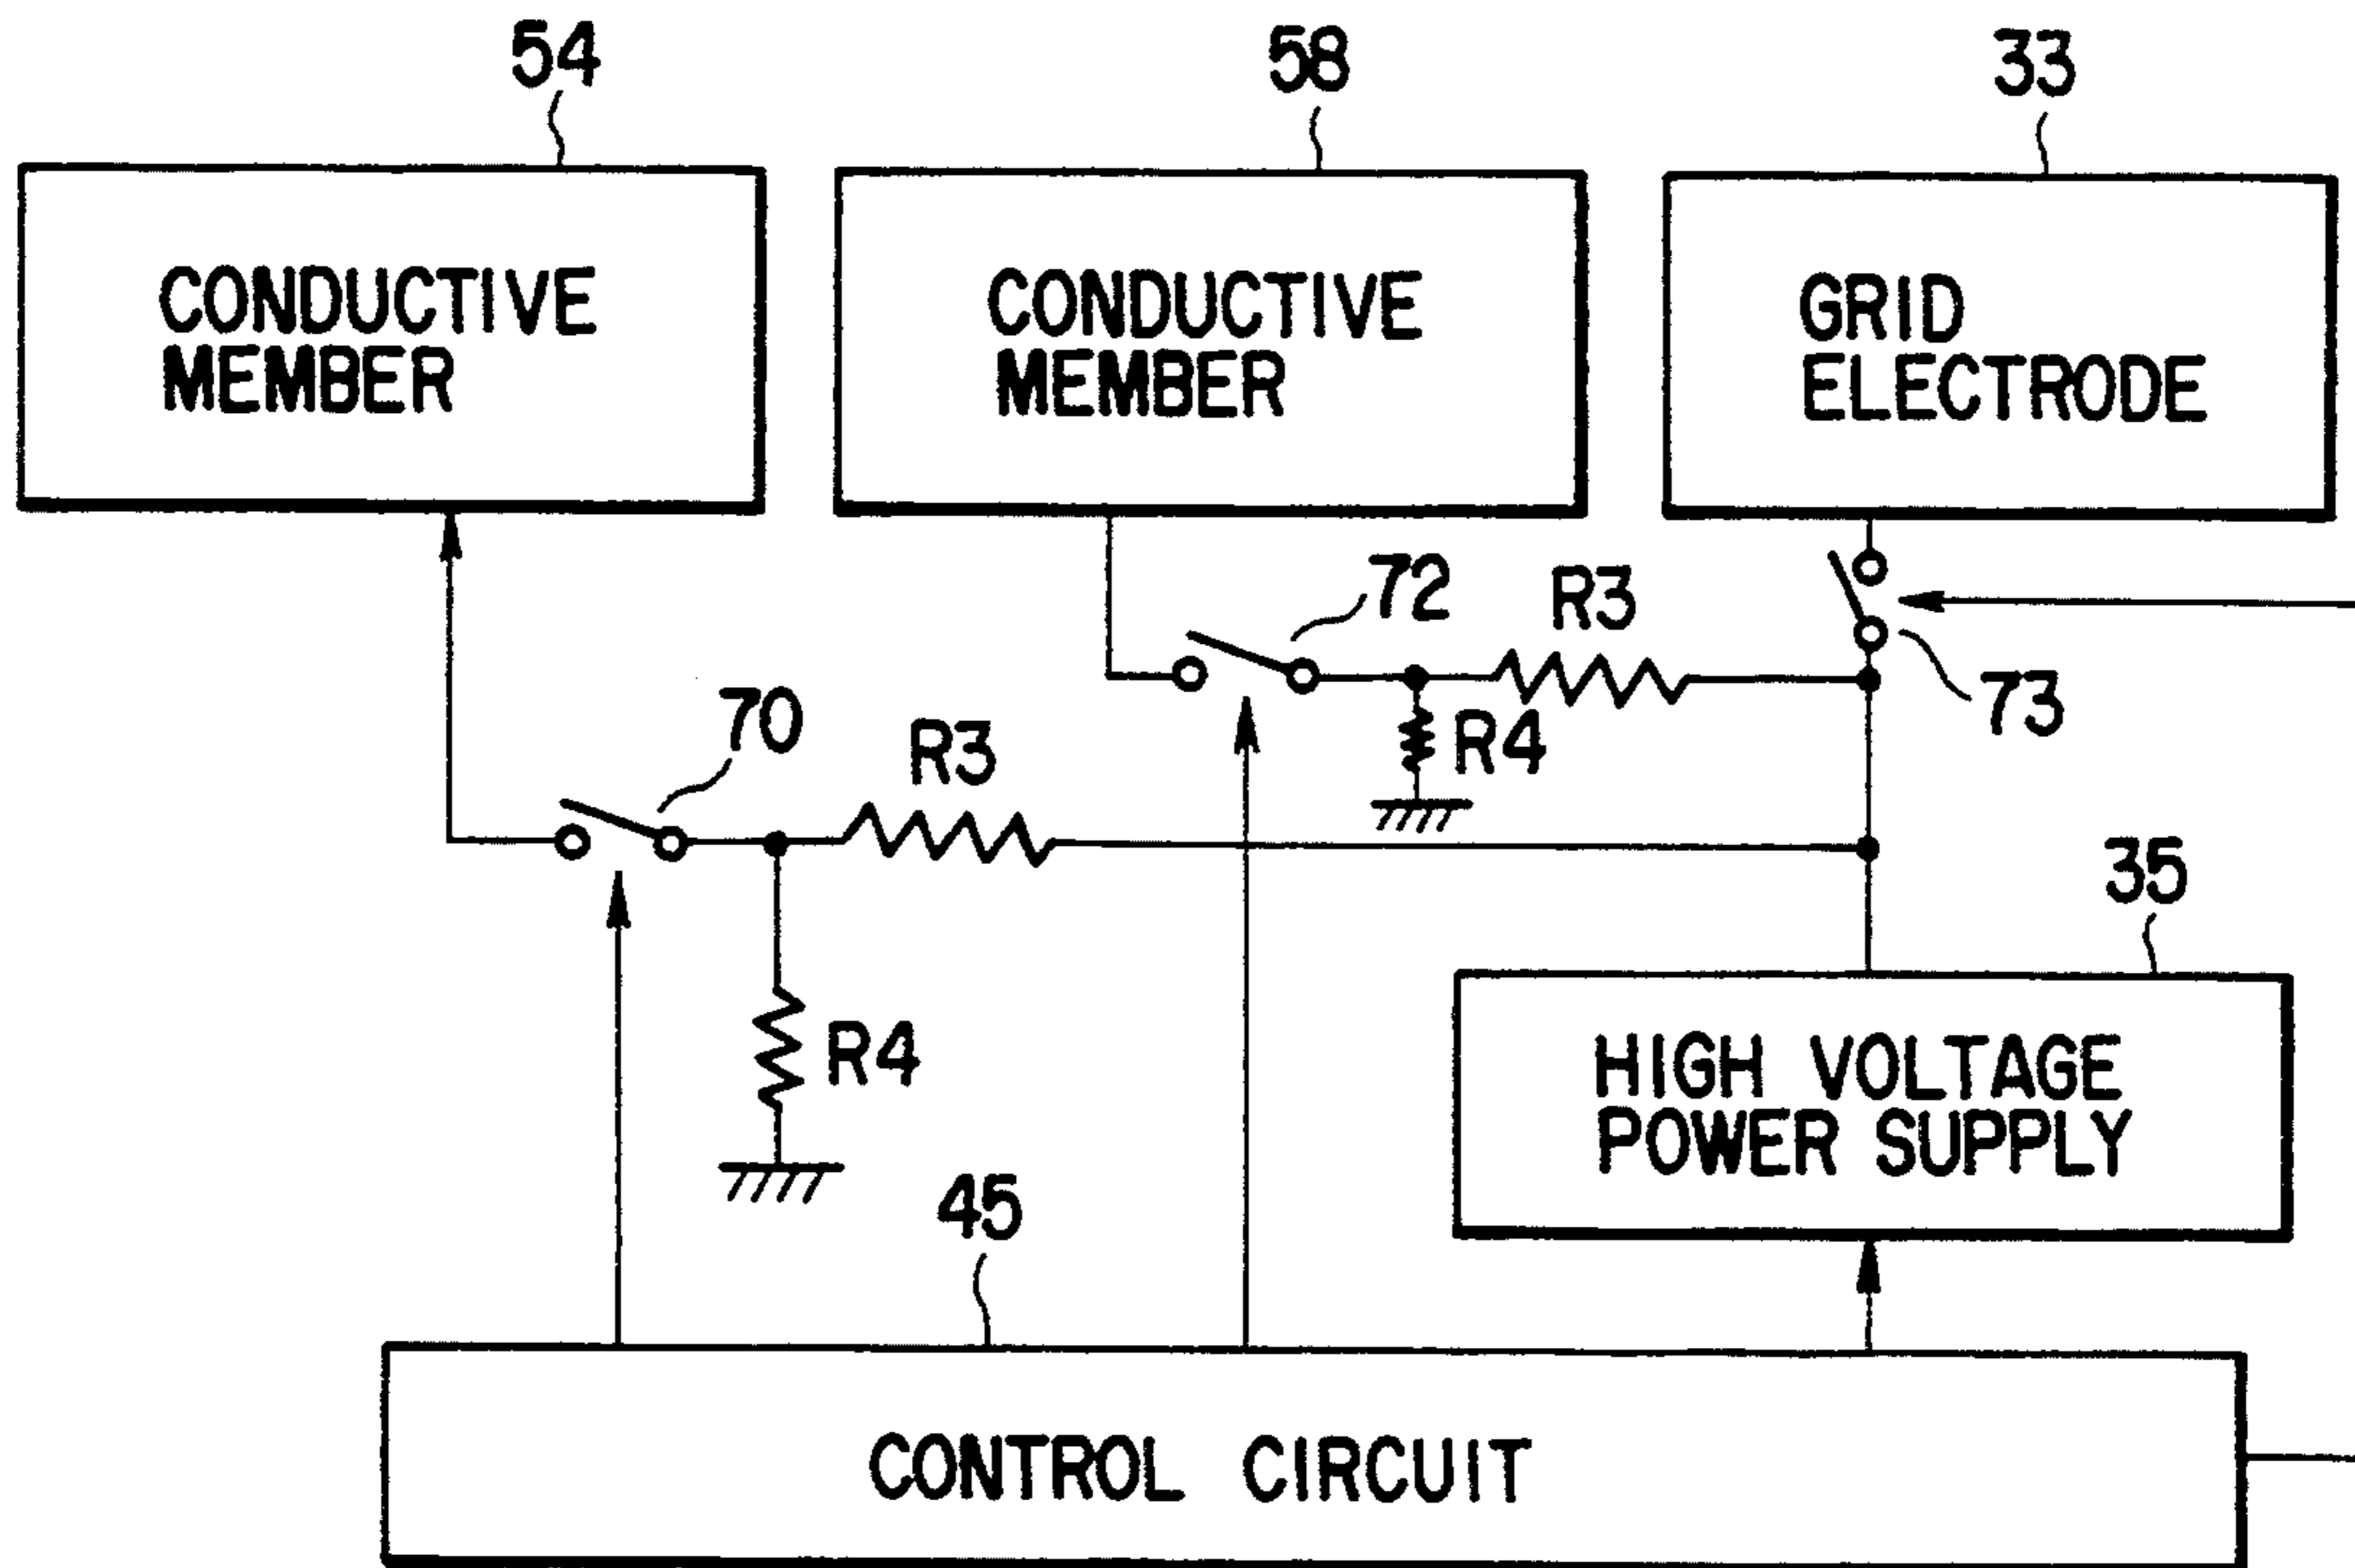 54
58
33
CONDUCTIVE
MEMBER
CONDUCTIVE
MEMBER
GRID
ELECTRODE
72
R3
73
70
R3
R4
35
R4
HIGH VOLTAGE
POWER SUPPLY
45
CONTROL CIRCUIT